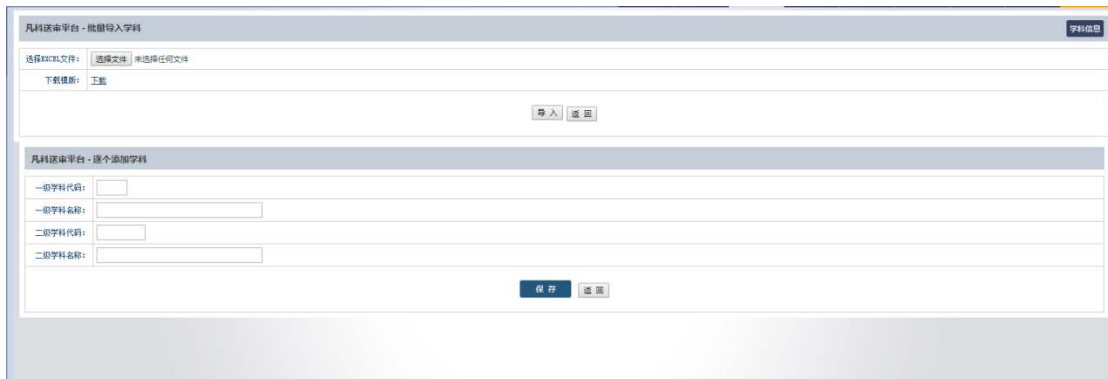 凡科送审平台 - 批量导入学科
学科信息
选择EXCEL文件： 选择文件 未选择任何文件
下载模版： 下载
导 入 返 回
凡科送审平台 - 逐个添加学科
一级学科代码：
一级学科名称：
二级学科代码：
二级学科名称：
保 存 返 回